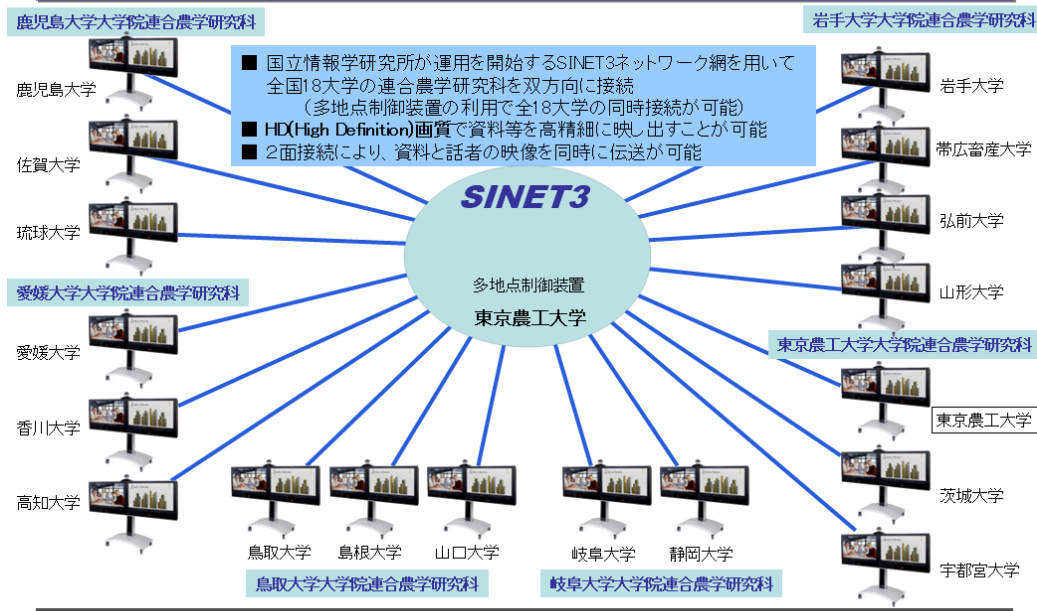 鹿児島大学大学院連合農学研究科
岩手大学大学院連合農学研究科
■ 国立情報学研究所が運用を開始するSINET3ネットワーク網を用いて
全国18大学の連合農学研究科を双方向に接続
（多地点制御装置の利用で全18大学の同時接続が可能）
■ HD(High Definition)画質で資料等を高精細に映し出すことが可能
■ ２面接続により、資料と話者の映像を同時に伝送が可能
鹿児島大学
佐賀大学
琉球大学
愛媛大学大学院連合農学研究科
愛媛大学
香川大学
高知大学
SINET3
多地点制御装置
東京農工大学
岩手大学
帯広畜産大学
弘前大学
山形大学
東京農工大学大学院連合農学研究科
東京農工大学
茨城大学
宇都宮大学
鳥取大学
島根大学
山口大学
岐阜大学
静岡大学
鳥取大学大学院連合農学研究科
岐阜大学大学院連合農学研究科